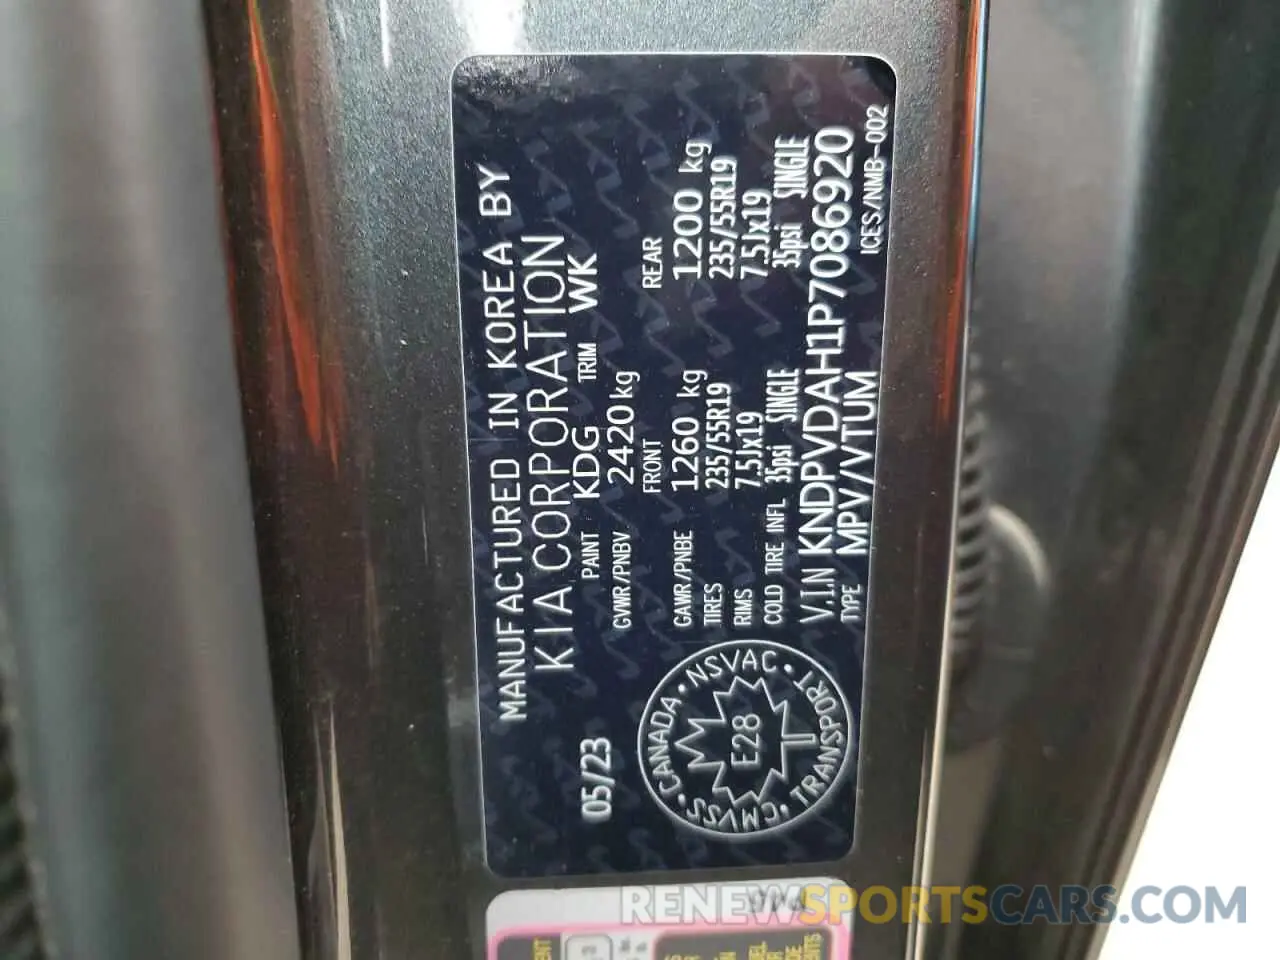 MANUFACTURED IN KOREA BY
KIA CORPORATION
05/23 PAINT KDG TRIM WK
GVWR/PNBV 2420 kg
FRONT REAR
GAWR/PNBE 1260 kg 1200 kg
TIRES 235/55R19 235/55R19
RIMS 7.5Jx19 7.5Jx19
COLD TIRE INFL 35psi SINGLE 35psi SINGLE
V.I.N KNDPVDAH1P7086920
TYPE MPV/VTUM ICES/NMB-002
CANADA • NSVAC • TRANSPORT • CMVSS •
E28
RENEWSPORTSCARS.COM